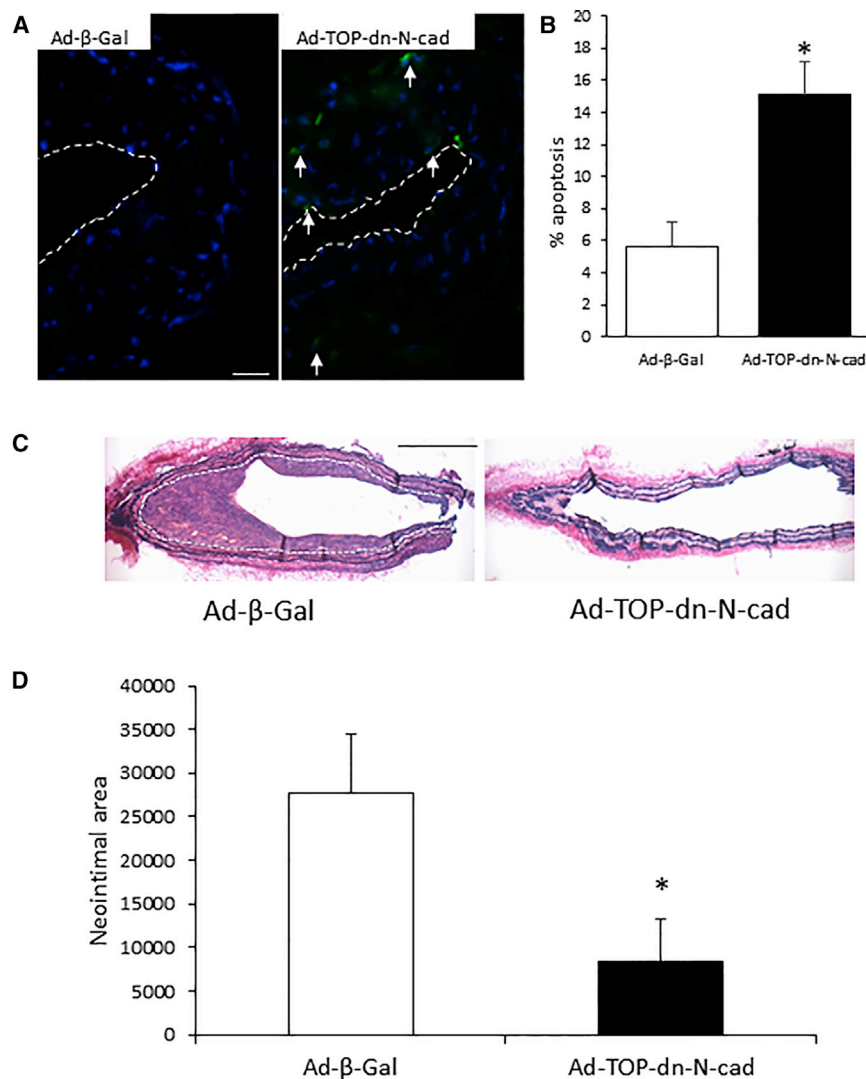 A
Ad-β-Gal
Ad-TOP-dn-N-cad
B
% apoptosis
20
18
16
14
12
10
8
6
4
2
0
*
Ad-β-Gal
Ad-TOP-dn-N-cad
C
Ad-β-Gal
Ad-TOP-dn-N-cad
D
Neointimal area
40000
35000
30000
25000
20000
15000
10000
5000
0
*
Ad-β-Gal
Ad-TOP-dn-N-cad